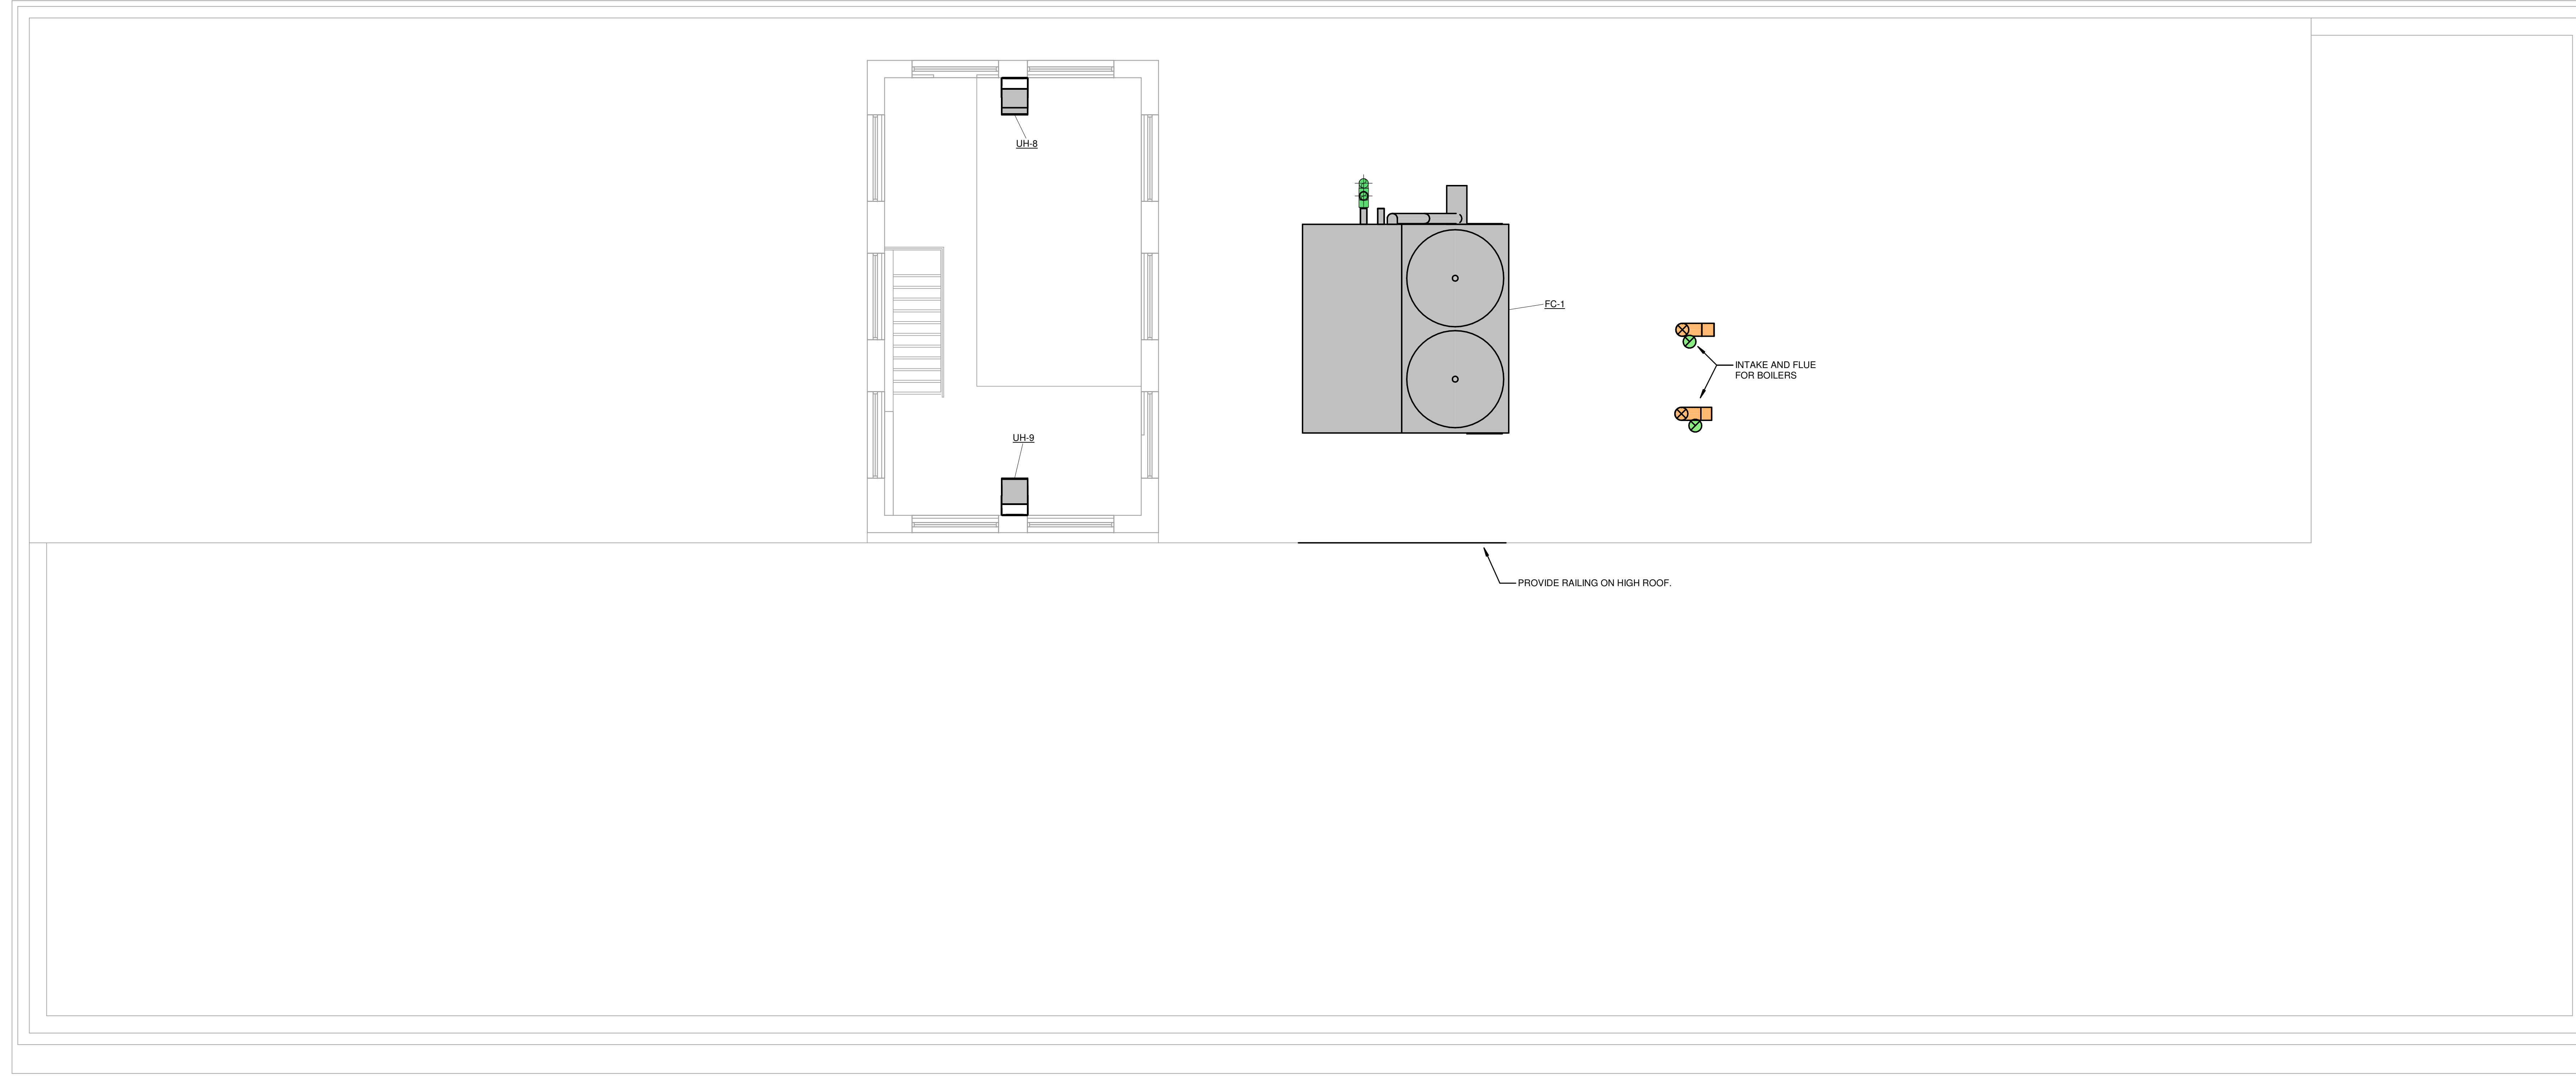 UH-8
FC-1
INTAKE AND FLUE
FOR BOILERS
UH-9
PROVIDE RAILING ON HIGH ROOF.